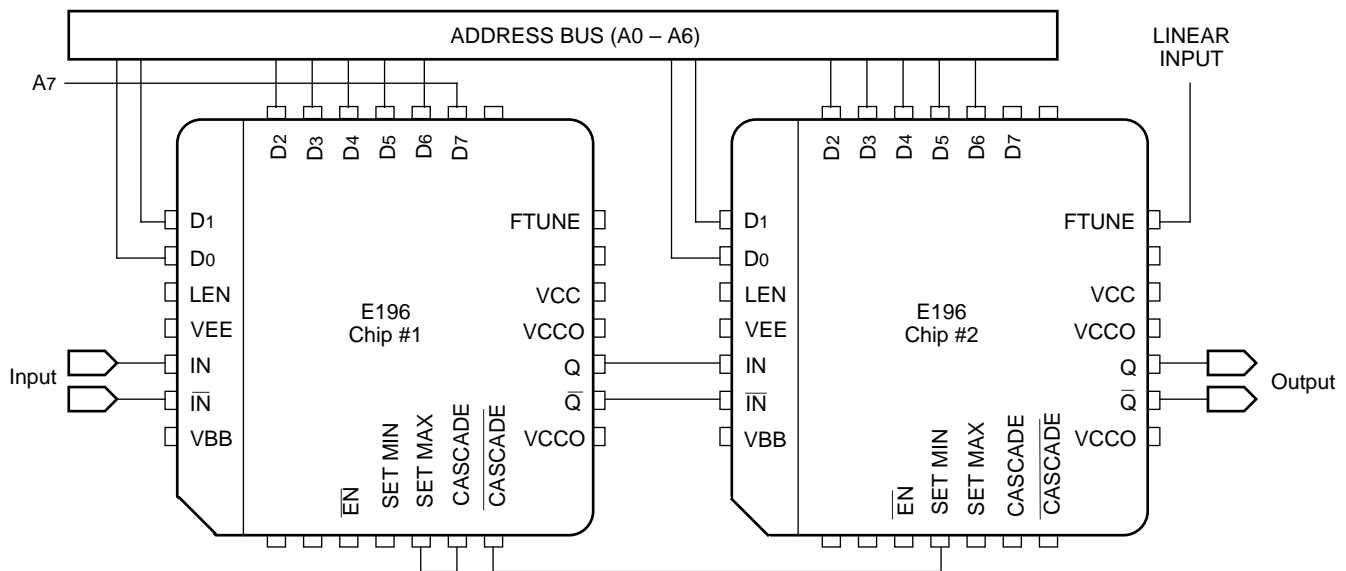 ADDRESS BUS (A0 – A6)
LINEAR
INPUT
A7
D2 D3 D4 D5 D6 D7
D1
D0
LEN
VEE
IN
IN
VBB
FTUNE
VCC
VCCO
Q
Q
VCCO
E196
Chip #1
EN
SET MIN
SET MAX
CASCADE
CASCADE
Input
D2 D3 D4 D5 D6 D7
D1
D0
LEN
VEE
IN
IN
VBB
FTUNE
VCC
VCCO
Q
Q
VCCO
E196
Chip #2
EN
SET MIN
SET MAX
CASCADE
CASCADE
Output